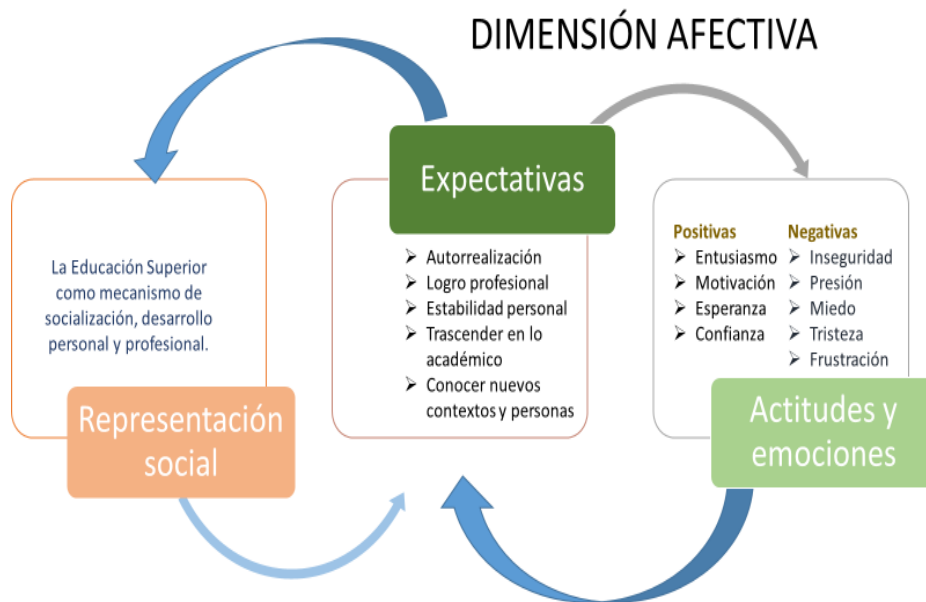 DIMENSIÓN AFECTIVA
La Educación Superior
como mecanismo de
socialización, desarrollo
personal y profesional.
Representación
social
Expectativas
Autorrealización
Logro profesional
Estabilidad personal
Trascender en lo
académico
Conocer nuevos
contextos y personas
Positivas
Entusiasmo
Motivación
Esperanza
Confianza
Negativas
Inseguridad
Presión
Miedo
Tristeza
Frustración
Actitudes y
emociones